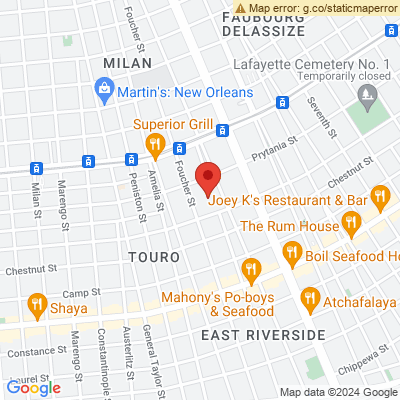 Map error: g.co/staticmaperror
FAUBOURG
DELASSIZE
Foucher St
MILAN
Lafayette Cemetery No. 1
Temporarily closed
Martin's: New Orleans
Seventh St
Superior Grill
Prytania St
Chestnut St
Milan St
Marengo St
Peniston St
Amelia St
Foucher St
Joey K's Restaurant & Bar
The Rum House
TOURO
Boil Seafood Ho
Chestnut St
Camp St
Mahony's Po-boys
& Seafood
Atchafalaya
Shaya
EAST RIVERSIDE
Constance St
Marengo St
Constantinople St
Austerlitz St
General Taylor St
Chippewa St
Laurel St
Google
Map data ©2024 Google